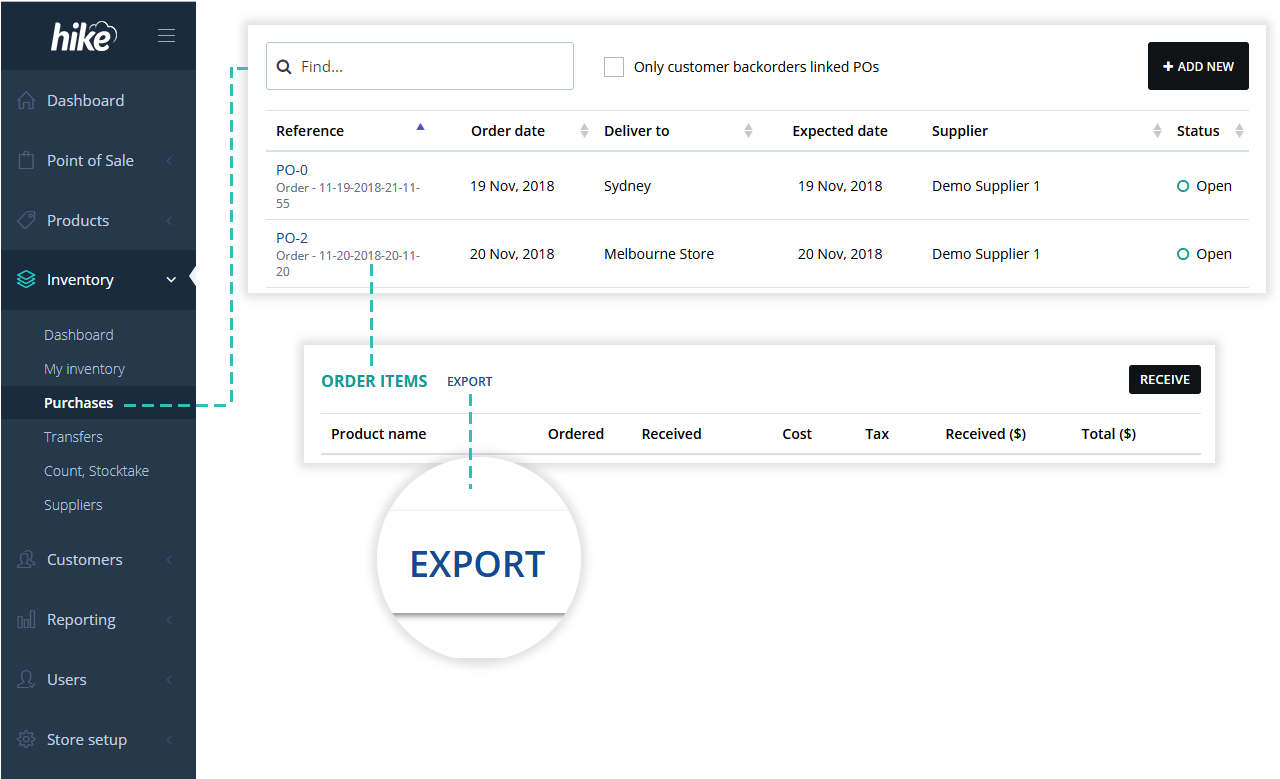 hike
Dashboard
Point of Sale
Products
Inventory
Dashboard
My inventory
Purchases
Transfers
Count, Stocktake
Suppliers
Customers
Reporting
Users
Store setup
Find...
Only customer backorders linked POs
+ ADD NEW
Reference Order date Deliver to Expected date Supplier Status
PO-0
Order - 11-19-2018-21-11-
55
19 Nov, 2018 Sydney 19 Nov, 2018 Demo Supplier 1 Open
PO-2
Order - 11-20-2018-20-11-
20
20 Nov, 2018 Melbourne Store 20 Nov, 2018 Demo Supplier 1 Open
ORDER ITEMS EXPORT
RECEIVE
Product name Ordered Received Cost Tax Received ($) Total ($)
EXPORT